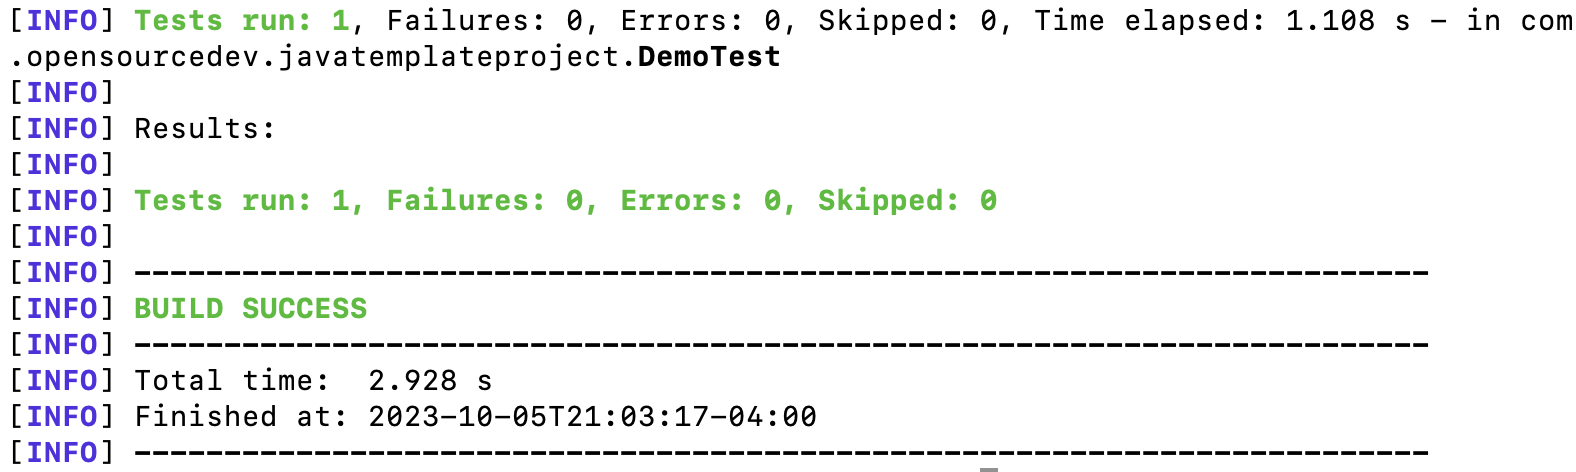 [INFO] Tests run: 1, Failures: 0, Errors: 0, Skipped: 0, Time elapsed: 1.108 s - in com
.opensourcedev.javatemplateproject.DemoTest
[INFO]
[INFO] Results:
[INFO]
[INFO] Tests run: 1, Failures: 0, Errors: 0, Skipped: 0
[INFO]
[INFO] ------------------------------------------------------------------------
[INFO] BUILD SUCCESS
[INFO] ------------------------------------------------------------------------
[INFO] Total time:  2.928 s
[INFO] Finished at: 2023-10-05T21:03:17-04:00
[INFO] ------------------------------------------------------------------------